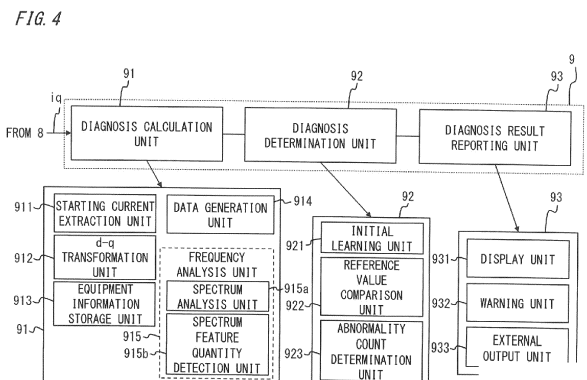 FIG. 4
9
91
92
93
iq
FROM 8
DIAGNOSIS CALCULATION
UNIT
DIAGNOSIS
DETERMINATION UNIT
DIAGNOSIS RESULT
REPORTING UNIT
911
STARTING CURRENT
EXTRACTION UNIT
912
d-q
TRANSFORMATION
UNIT
913
EQUIPMENT
INFORMATION
STORAGE UNIT
91
DATA GENERATION
UNIT
914
FREQUENCY
ANALYSIS UNIT
SPECTRUM
ANALYSIS UNIT
915a
915
SPECTRUM
FEATURE
QUANTITY
DETECTION UNIT
915b
92
921
INITIAL
LEARNING UNIT
922
REFERENCE
VALUE
COMPARISON
UNIT
923
ABNORMALITY
COUNT
DETERMINATION
UNIT
93
931
DISPLAY UNIT
932
WARNING UNIT
933
EXTERNAL
OUTPUT UNIT